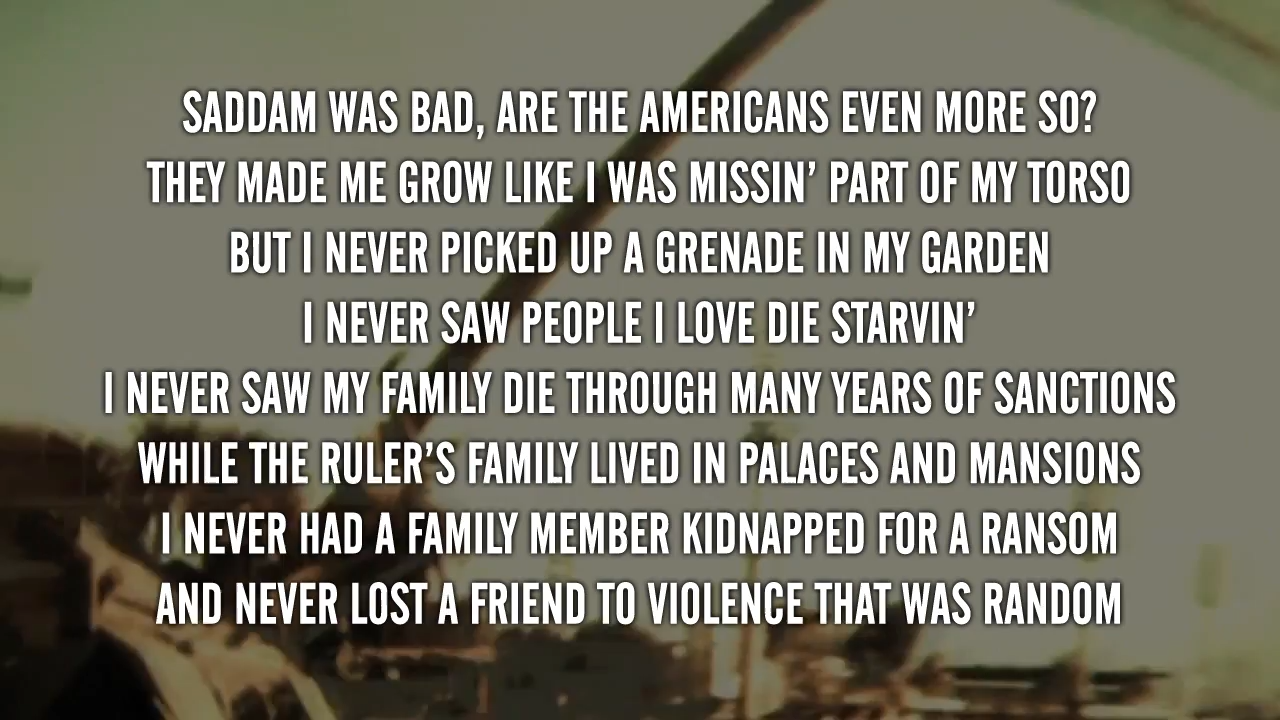 SADDAM WAS BAD, ARE THE AMERICANS EVEN MORE SO?
THEY MADE ME GROW LIKE I WAS MISSIN’ PART OF MY TORSO
BUT I NEVER PICKED UP A GRENADE IN MY GARDEN
I NEVER SAW PEOPLE I LOVE DIE STARVIN’
I NEVER SAW MY FAMILY DIE THROUGH MANY YEARS OF SANCTIONS
WHILE THE RULER’S FAMILY LIVED IN PALACES AND MANSIONS
I NEVER HAD A FAMILY MEMBER KIDNAPPED FOR A RANSOM
AND NEVER LOST A FRIEND TO VIOLENCE THAT WAS RANDOM